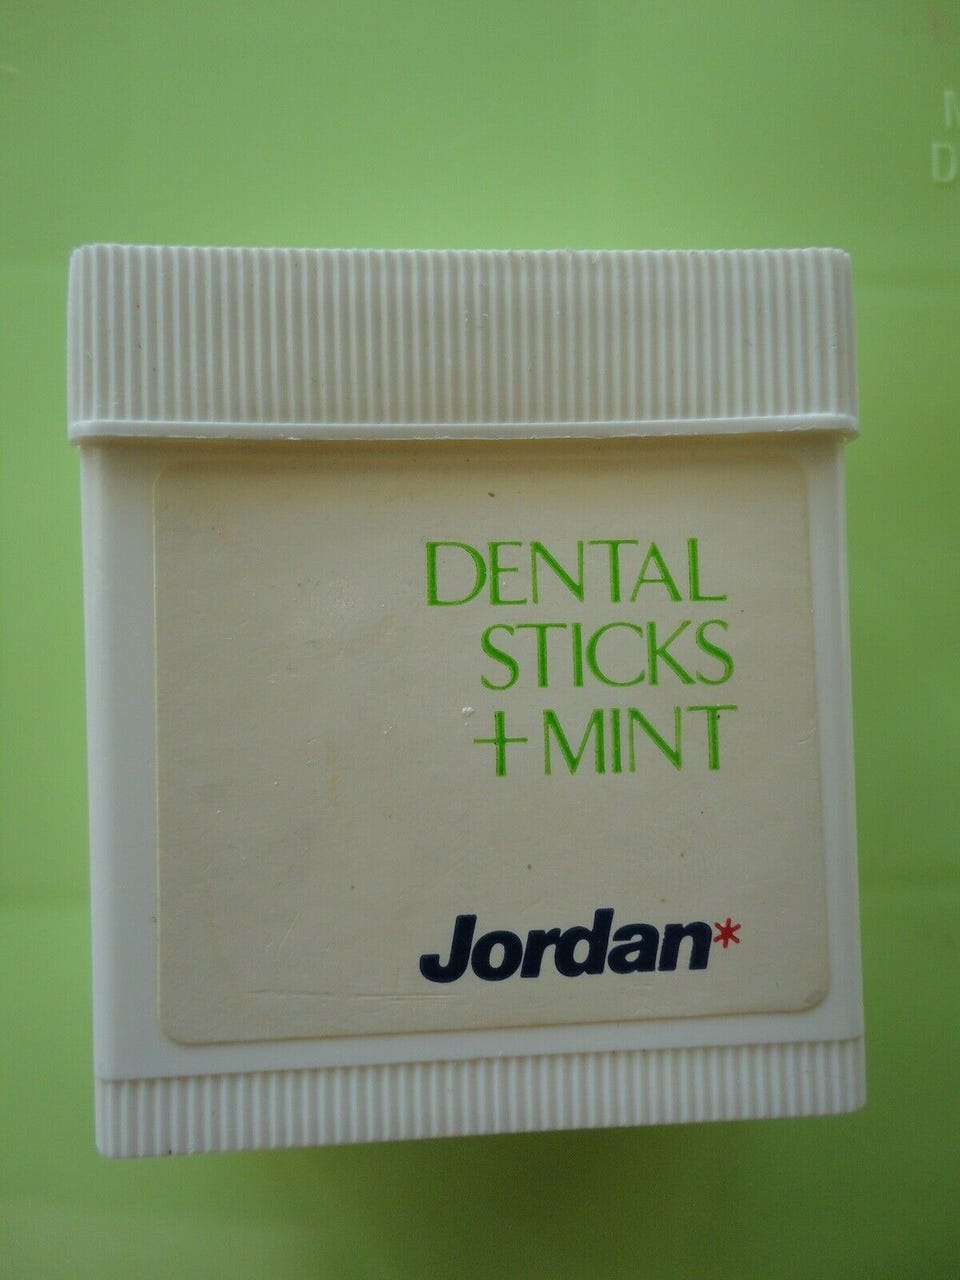 DENTAL
STICKS
+MINT
Jordan*